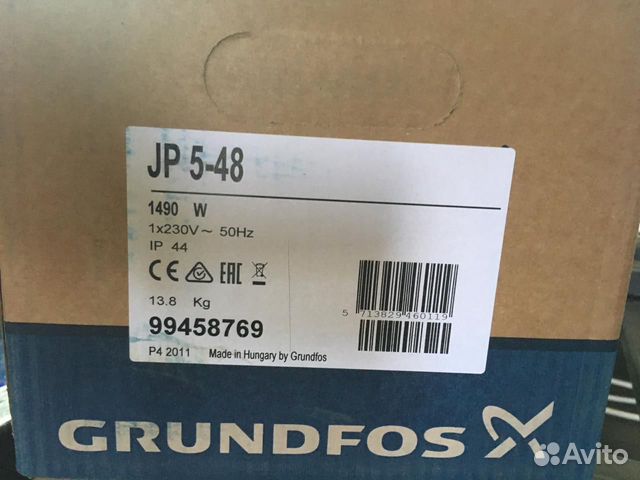 JP 5-48
1490 W
1x230V~ 50Hz
IP 44
CE EAC
13.8 Kg
5 713829 460119
99458769
P4 2011 Made in Hungary by Grundfos
GRUNDFOS
Avito